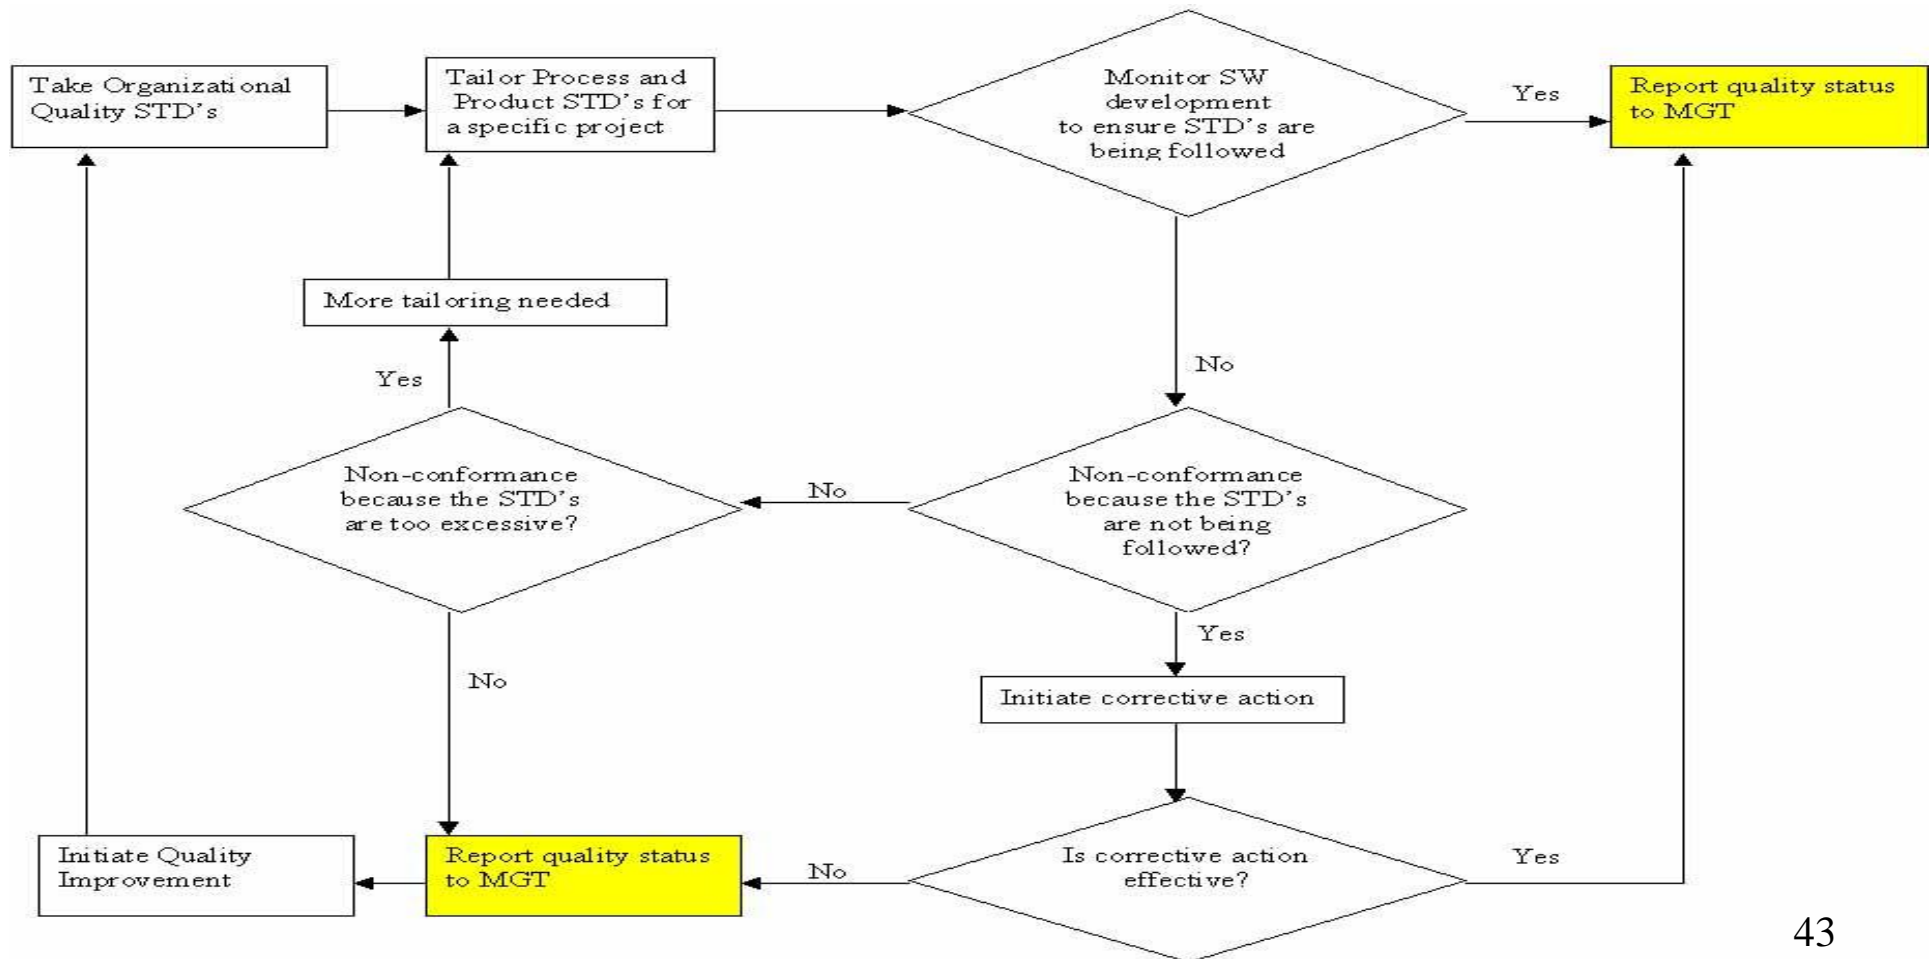 Take Organizational
Quality STD's
Tailor Process and
Product STD's for
a specific project
Monitor SW
development
to ensure STD's are
being followed
Yes
Report quality status
to MGT
More tailoring needed
No
Yes
Non-conformance
because the STD's
are too excessive?
No
Non-conformance
because the STD's
are not being
followed?
Yes
No
Initiate corrective action
Initiate Quality
Improvement
Report quality status
to MGT
No
Is corrective action
effective?
Yes
43